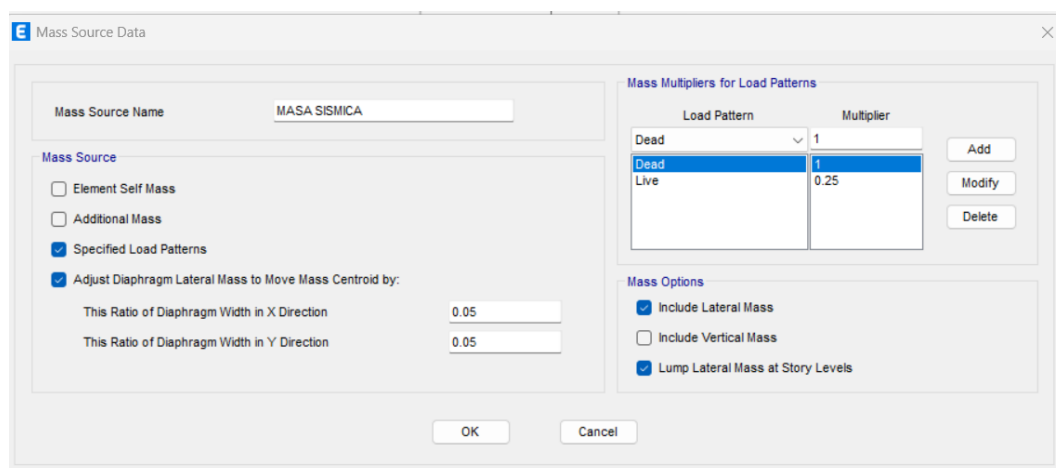 E Mass Source Data
Mass Source Name MASA SISMICA
Mass Source
Element Self Mass
Additional Mass
Specified Load Patterns
Adjust Diaphragm Lateral Mass to Move Mass Centroid by:
This Ratio of Diaphragm Width in X Direction 0.05
This Ratio of Diaphragm Width in Y Direction 0.05
Mass Multipliers for Load Patterns
Load Pattern Multiplier
Dead 1
Dead 1
Live 0.25
Add
Modify
Delete
Mass Options
Include Lateral Mass
Include Vertical Mass
Lump Lateral Mass at Story Levels
OK Cancel